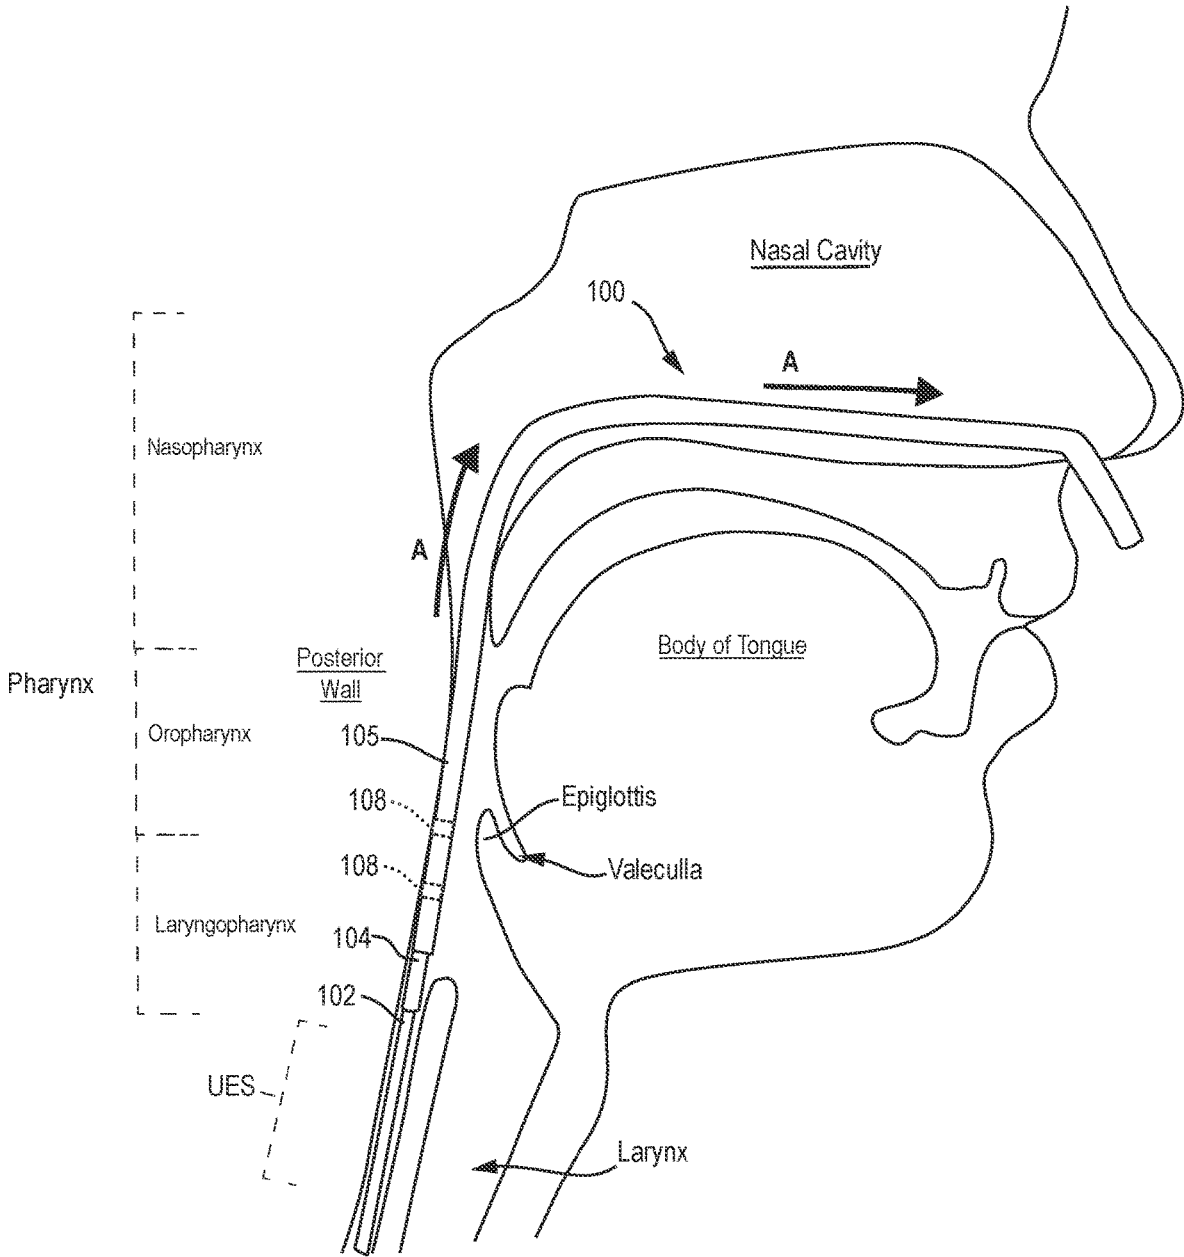 Nasal Cavity
100
A
Nasopharynx
A
Body of Tongue
Posterior
Wall
Pharynx
Oropharynx
105
108
Epiglottis
108
Valeculla
Laryngopharynx
104
102
UES
Larynx